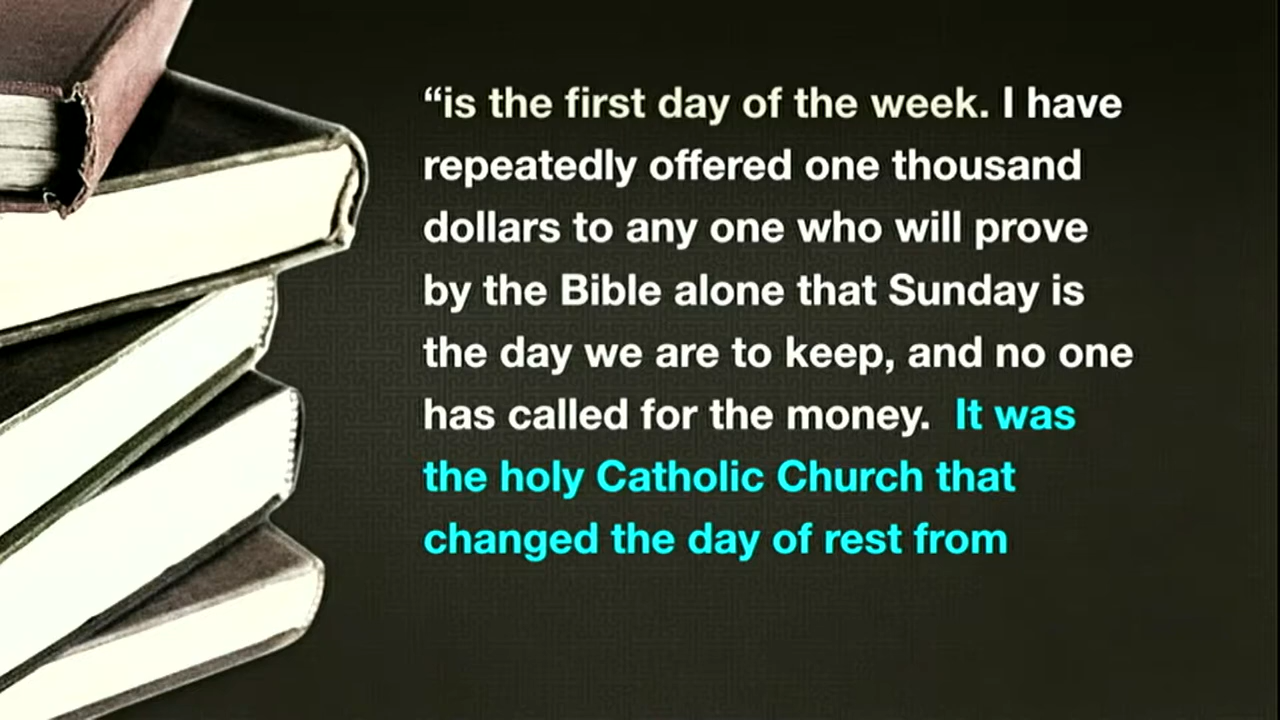 “is the first day of the week. I have
repeatedly offered one thousand
dollars to any one who will prove
by the Bible alone that Sunday is
the day we are to keep, and no one
has called for the money.  It was
the holy Catholic Church that
changed the day of rest from